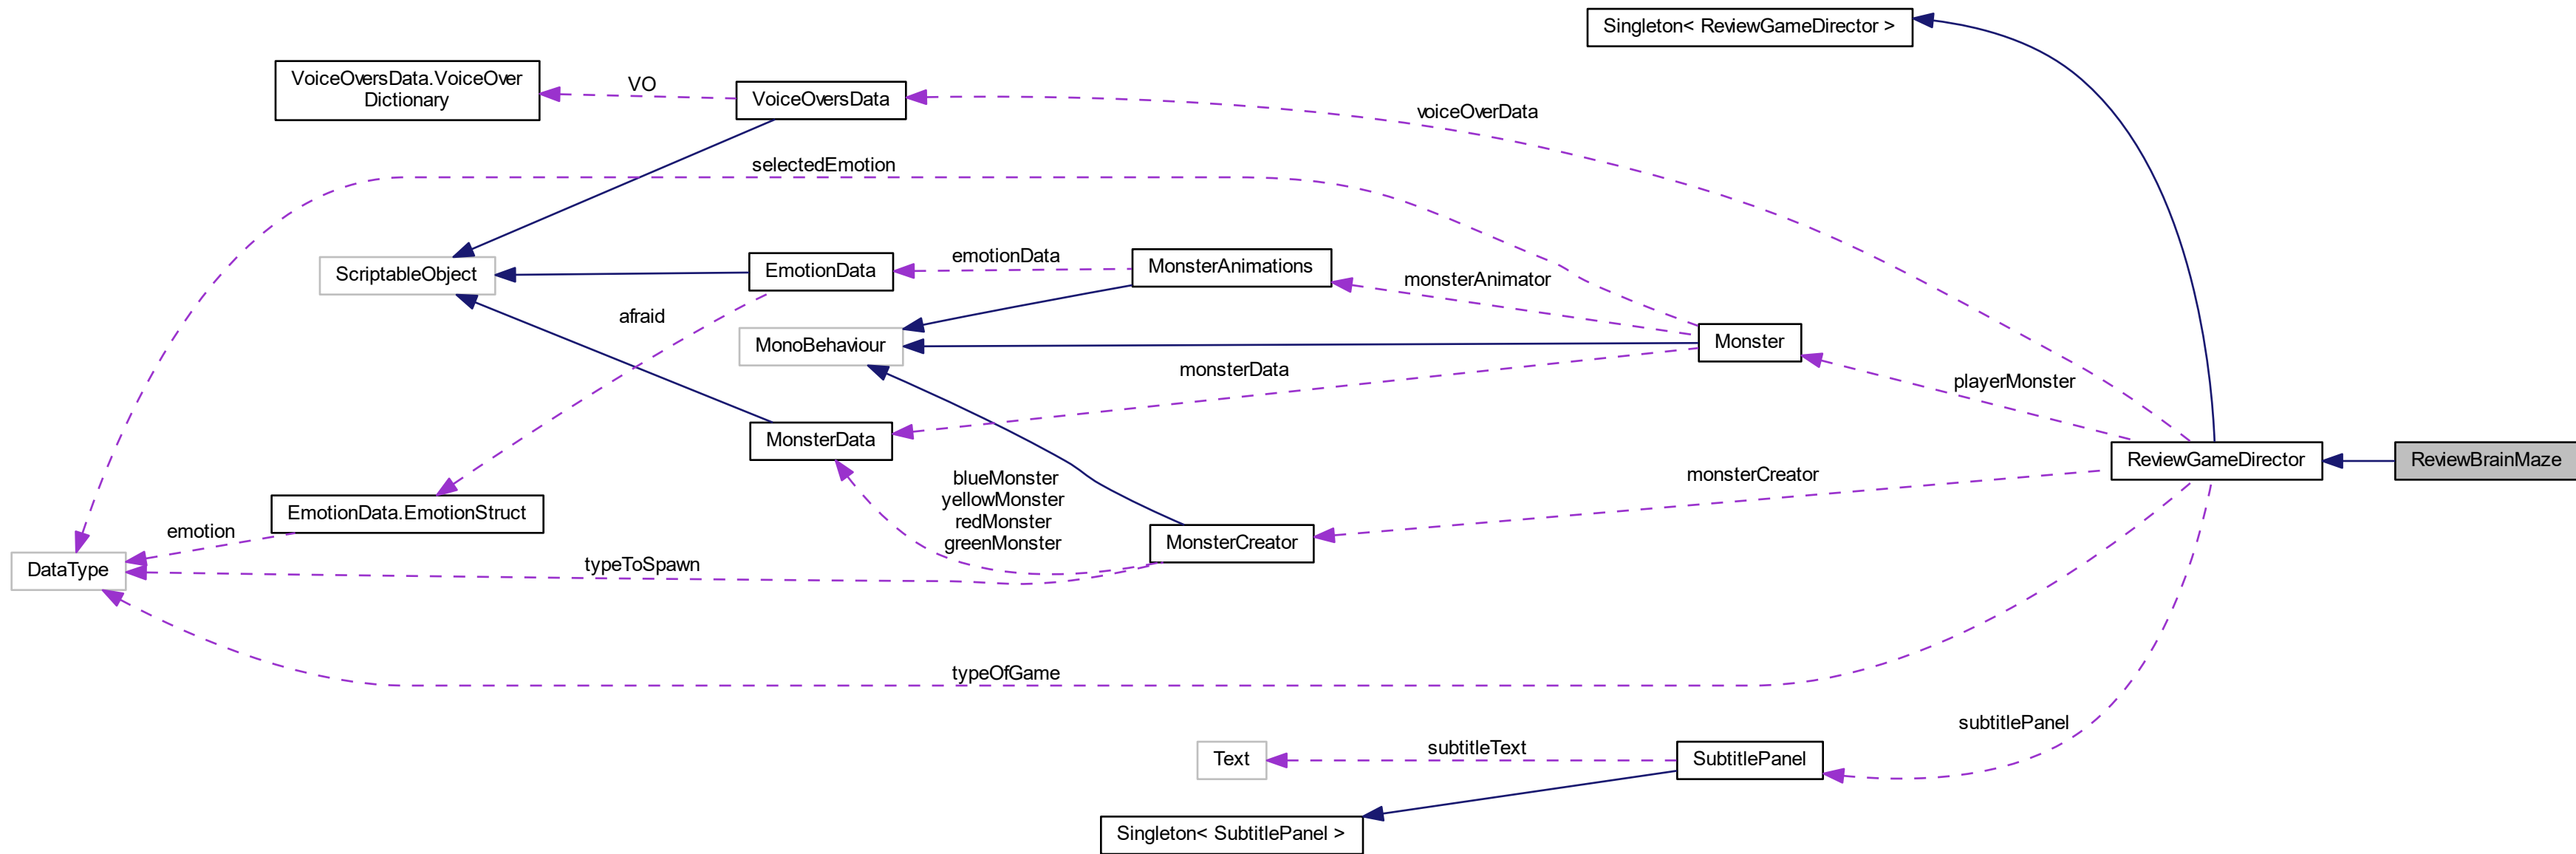 Singleton< ReviewGameDirector >
VoiceOversData.VoiceOver
Dictionary
VO
VoiceOversData
voiceOverData
selectedEmotion
ScriptableObject
EmotionData
emotionData
MonsterAnimations
monsterAnimator
afraid
MonoBehaviour
Monster
monsterData
playerMonster
MonsterData
ReviewGameDirector
ReviewBrainMaze
blueMonster
yellowMonster
redMonster
greenMonster
monsterCreator
EmotionData.EmotionStruct
emotion
MonsterCreator
DataType
typeToSpawn
typeOfGame
subtitlePanel
Text
subtitleText
SubtitlePanel
Singleton< SubtitlePanel >